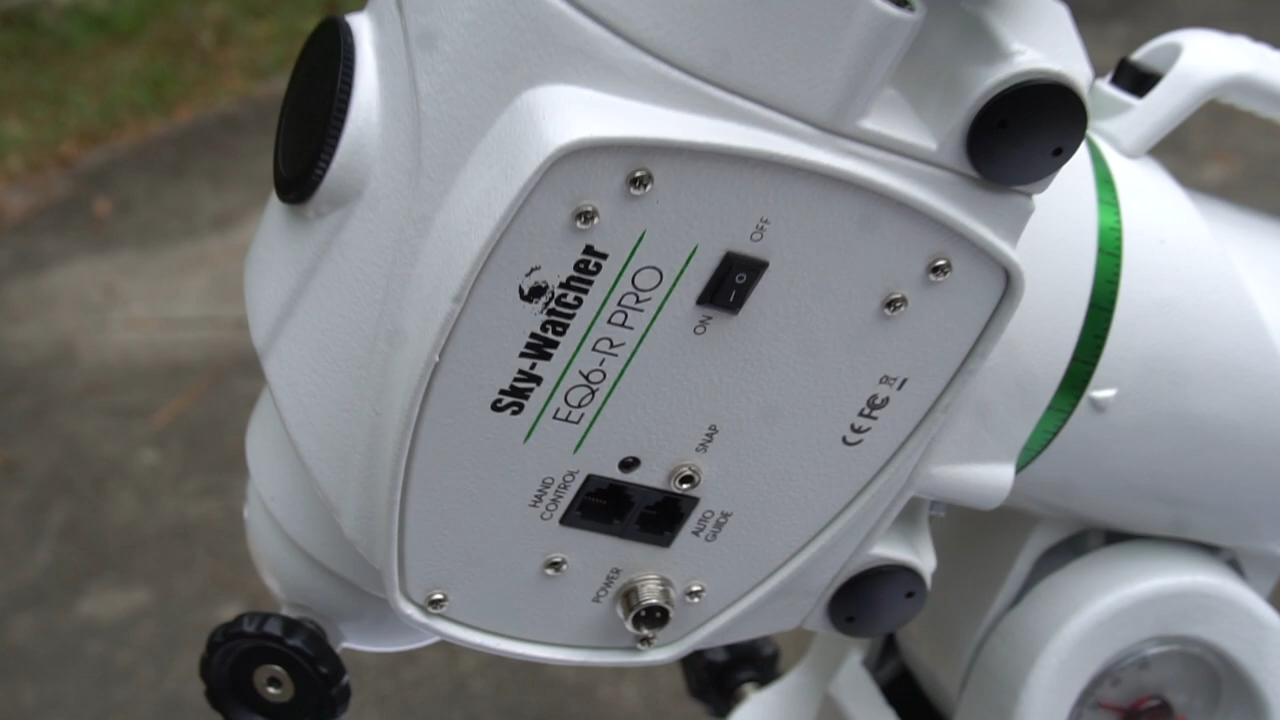 Sky-Watcher
EQ6-R PRO
OFF
ON
HAND
CONTROL
SNAP
AUTO
GUIDE
POWER
CE FC